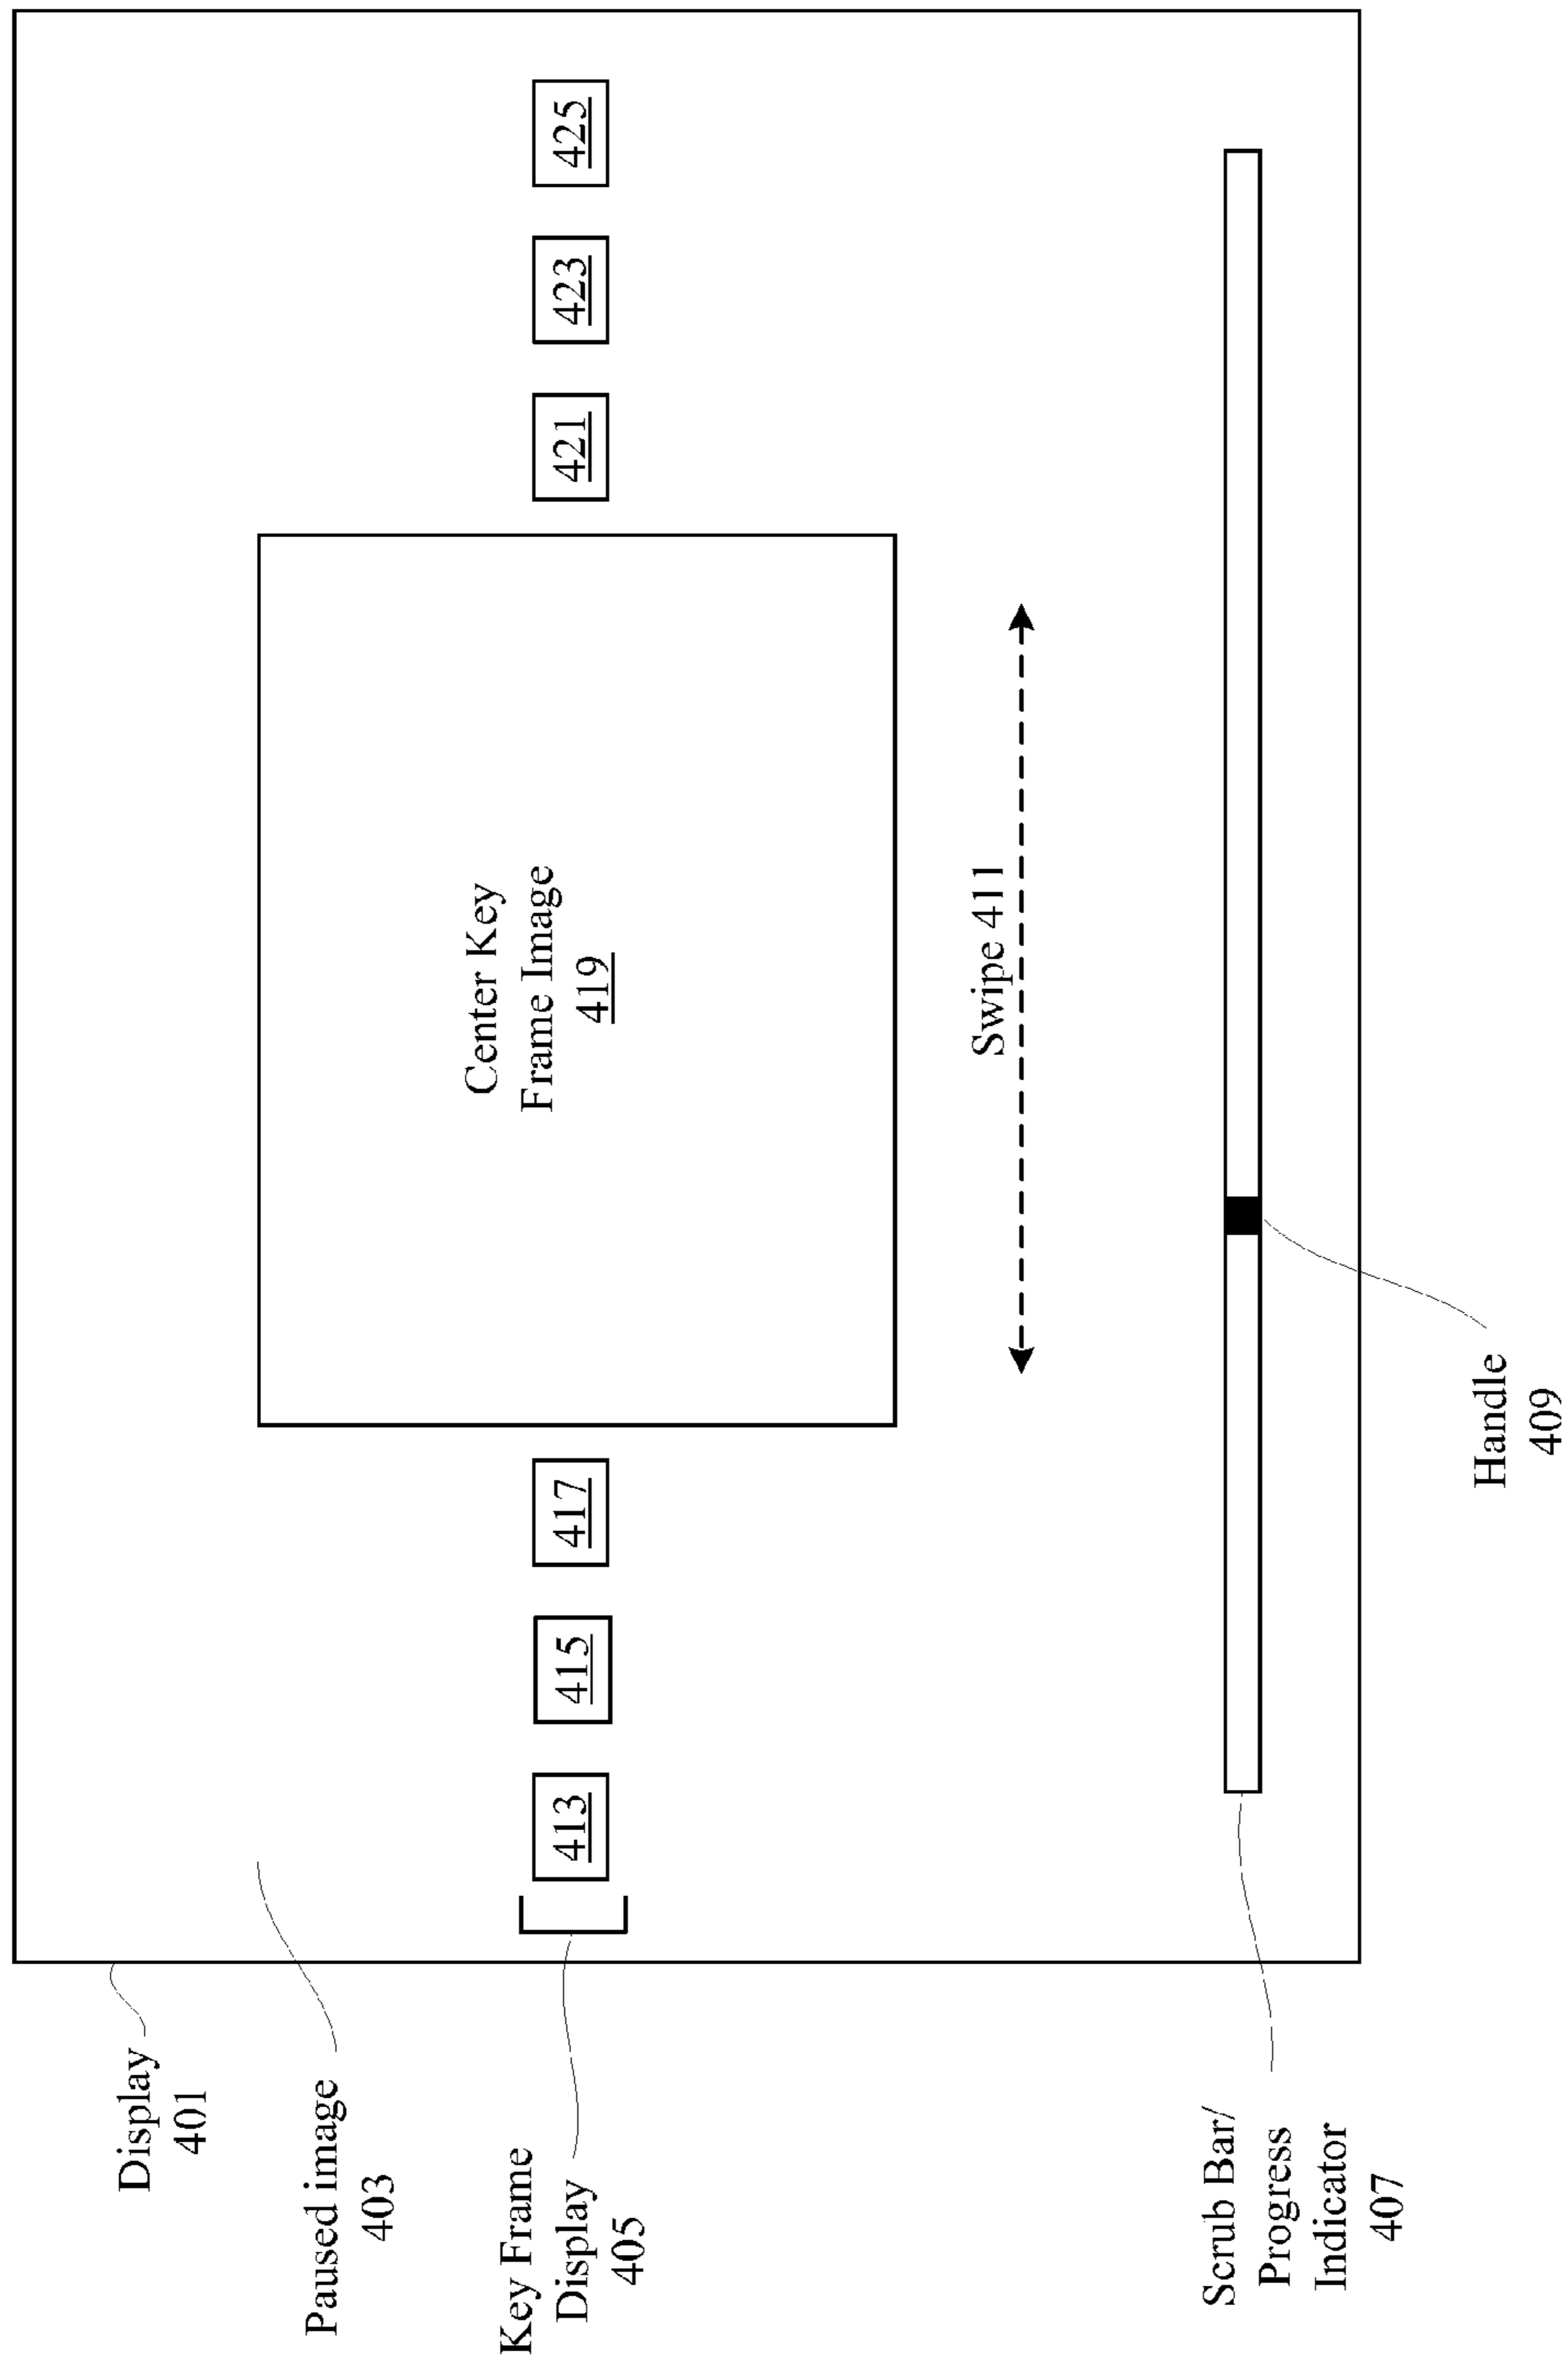 Display
401
Paused image
403
Key Frame
Display
405
413
415
417
Center Key
Frame Image
419
421
423
425
Swipe 411
Scrub Bar/
Progress
Indicator
407
Handle
409